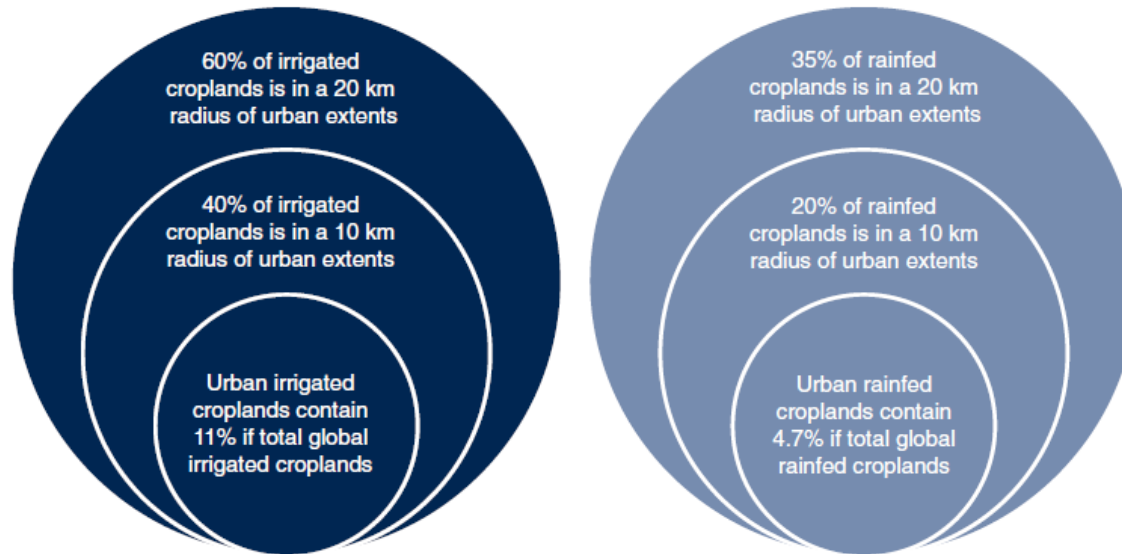 60% of irrigated
croplands is in a 20 km
radius of urban extents
40% of irrigated
croplands is in a 10 km
radius of urban extents
Urban irrigated
croplands contain
11% if total global
irrigated croplands
35% of rainfed
croplands is in a 20 km
radius of urban extents
20% of rainfed
croplands is in a 10 km
radius of urban extents
Urban rainfed
croplands contain
4.7% if total global
rainfed croplands